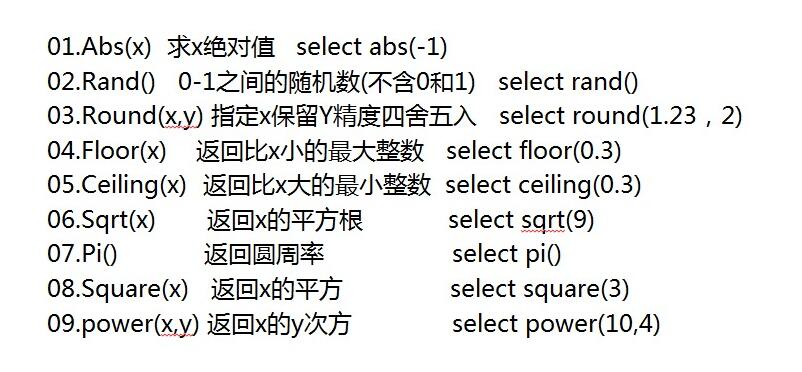 01.Abs(x) 求x绝对值 select abs(-1)
02.Rand() 0-1之间的随机数(不含0和1) select rand()
03.Round(x,y) 指定x保留Y精度四舍五入 select round(1.23，2)
04.Floor(x) 返回比x小的最大整数 select floor(0.3)
05.Ceiling(x) 返回比x大的最小整数 select ceiling(0.3)
06.Sqrt(x) 返回x的平方根 select sqrt(9)
07.Pi() 返回圆周率 select pi()
08.Square(x) 返回x的平方 select square(3)
09.power(x,y) 返回x的y次方 select power(10,4)